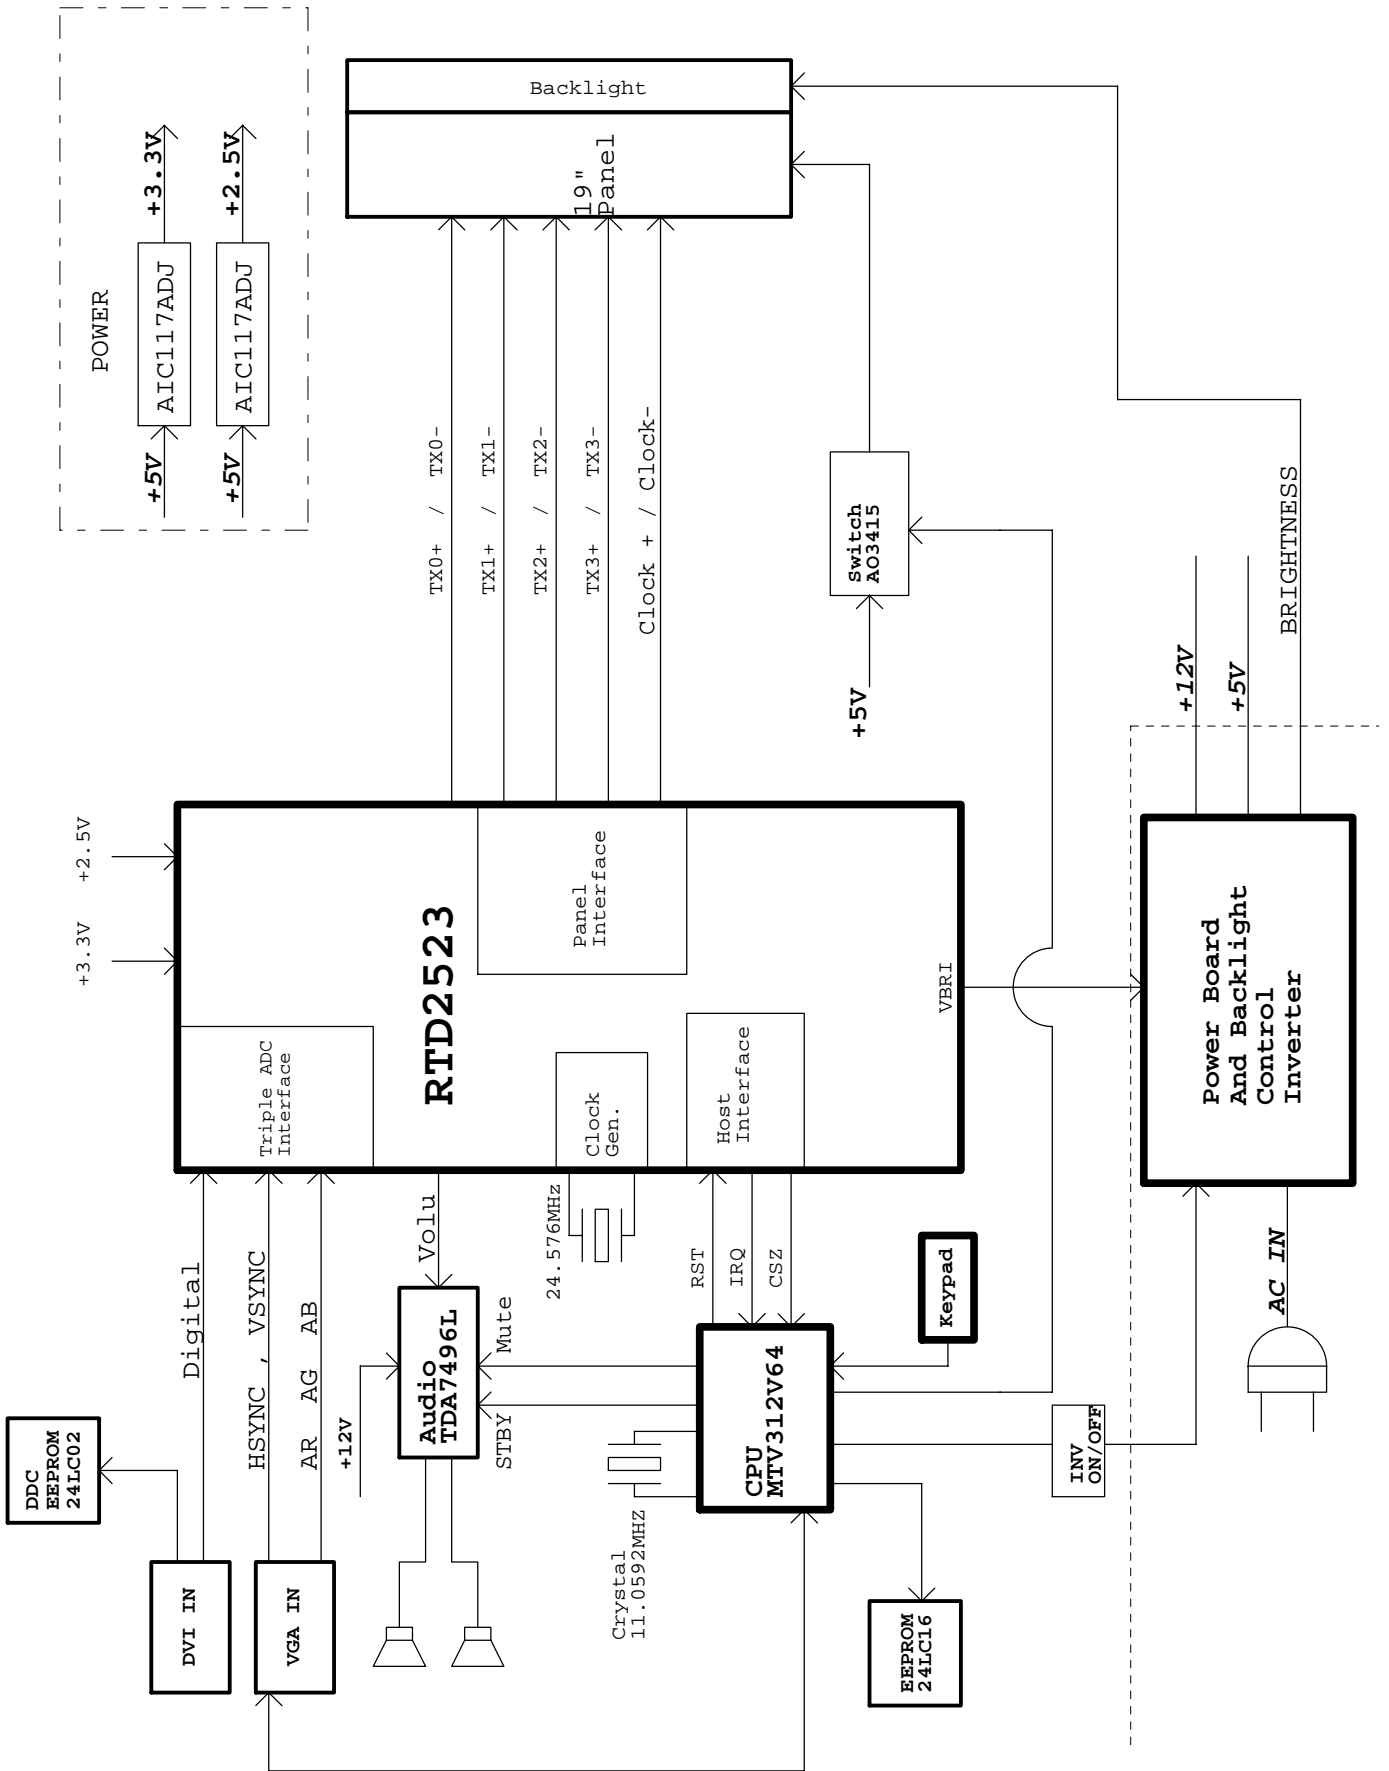 DDC
EEPROM
24LC02
DVI IN
VGA IN
Digital
HSYNC , VSYNC
AR AG AB
+12V
Audio
TDA7496L
Volu
Mute
STBY
Crystal
11.0592MHZ
24.576MHz
RST
IRQ
CSZ
CPU
MTV312V64
Keypad
EEPROM
24LC16
INV
ON/OFF
AC IN
+3.3V
+2.5V
Triple ADC
Interface
RTD2523
Clock
Gen.
Host
Interface
Panel
Interface
VBRI
Power Board
And Backlight
Control
Inverter
+12V
+5V
BRIGHTNESS
+5V
Switch
AO3415
TX0+ / TX0-
TX1+ / TX1-
TX2+ / TX2-
TX3+ / TX3-
Clock + / Clock-
POWER
+5V
AIC117ADJ
+3.3V
+5V
AIC117ADJ
+2.5V
Backlight
19"
Panel